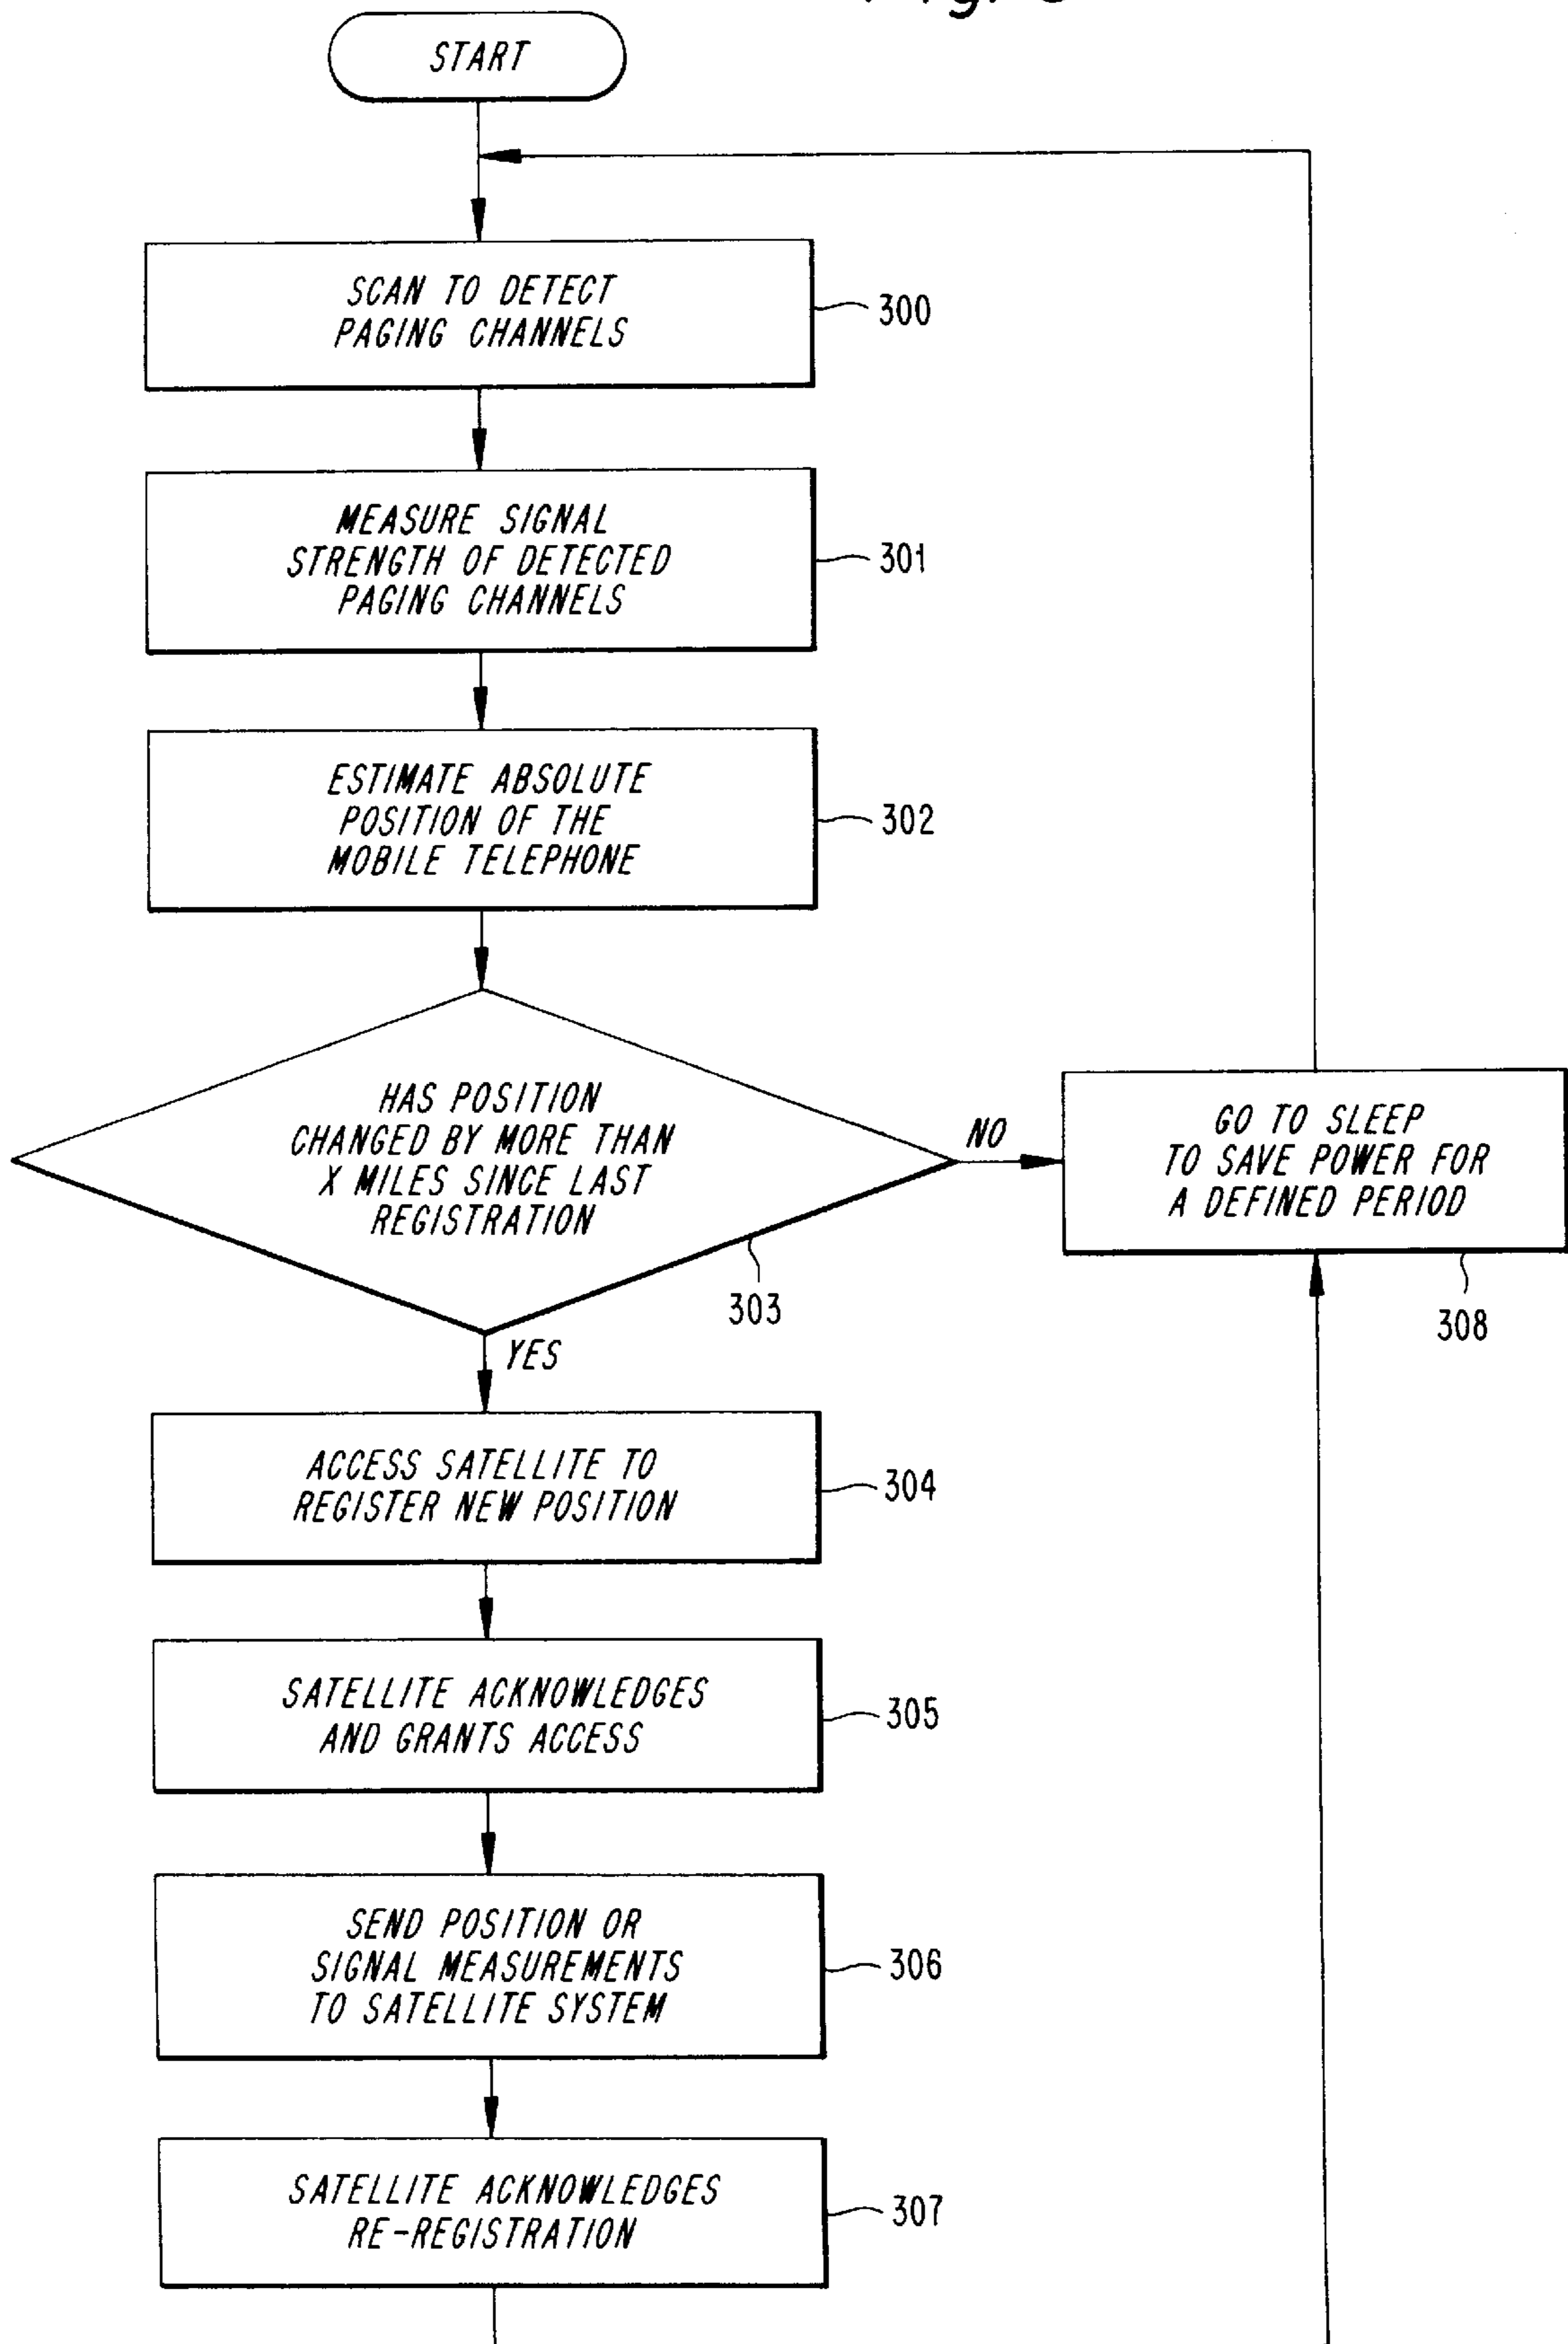 START
SCAN TO DETECT
PAGING CHANNELS
300
MEASURE SIGNAL
STRENGTH OF DETECTED
PAGING CHANNELS
301
ESTIMATE ABSOLUTE
POSITION OF THE
MOBILE TELEPHONE
302
HAS POSITION
CHANGED BY MORE THAN
X MILES SINCE LAST
REGISTRATION
303
NO
GO TO SLEEP
TO SAVE POWER FOR
A DEFINED PERIOD
308
YES
ACCESS SATELLITE TO
REGISTER NEW POSITION
304
SATELLITE ACKNOWLEDGES
AND GRANTS ACCESS
305
SEND POSITION OR
SIGNAL MEASUREMENTS
TO SATELLITE SYSTEM
306
SATELLITE ACKNOWLEDGES
RE-REGISTRATION
307